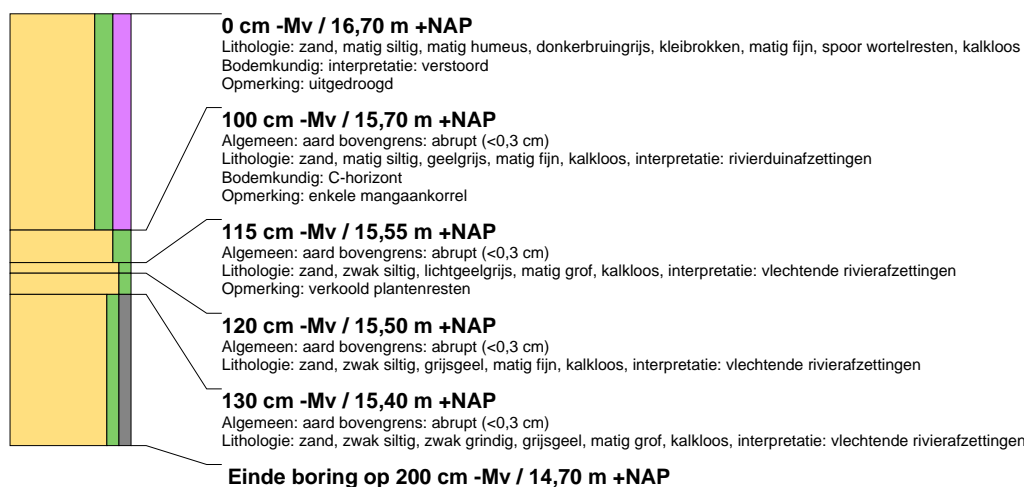 0 cm -Mv / 16,70 m +NAP
Lithologie: zand, matig siltig, matig humeus, donkerbruingrijs, kleibrokken, matig fijn, spoor wortelresten, kalkloos
Bodemkundig: interpretatie: verstoord
Opmerking: uitgedroogd
100 cm -Mv / 15,70 m +NAP
Algemeen: aard bovengrens: abrupt (<0,3 cm)
Lithologie: zand, matig siltig, geelgrijs, matig fijn, kalkloos, interpretatie: rivierduinafzettingen
Bodemkundig: C-horizont
Opmerking: enkele mangaankorrel
115 cm -Mv / 15,55 m +NAP
Algemeen: aard bovengrens: abrupt (<0,3 cm)
Lithologie: zand, zwak siltig, lichtgeelgrijs, matig grof, kalkloos, interpretatie: vlechtende rivierafzettingen
Opmerking: verkoold plantenresten
120 cm -Mv / 15,50 m +NAP
Algemeen: aard bovengrens: abrupt (<0,3 cm)
Lithologie: zand, zwak siltig, grijsgeel, matig fijn, kalkloos, interpretatie: vlechtende rivierafzettingen
130 cm -Mv / 15,40 m +NAP
Algemeen: aard bovengrens: abrupt (<0,3 cm)
Lithologie: zand, zwak siltig, zwak grindig, grijsgeel, matig grof, kalkloos, interpretatie: vlechtende rivierafzettingen
Einde boring op 200 cm -Mv / 14,70 m +NAP